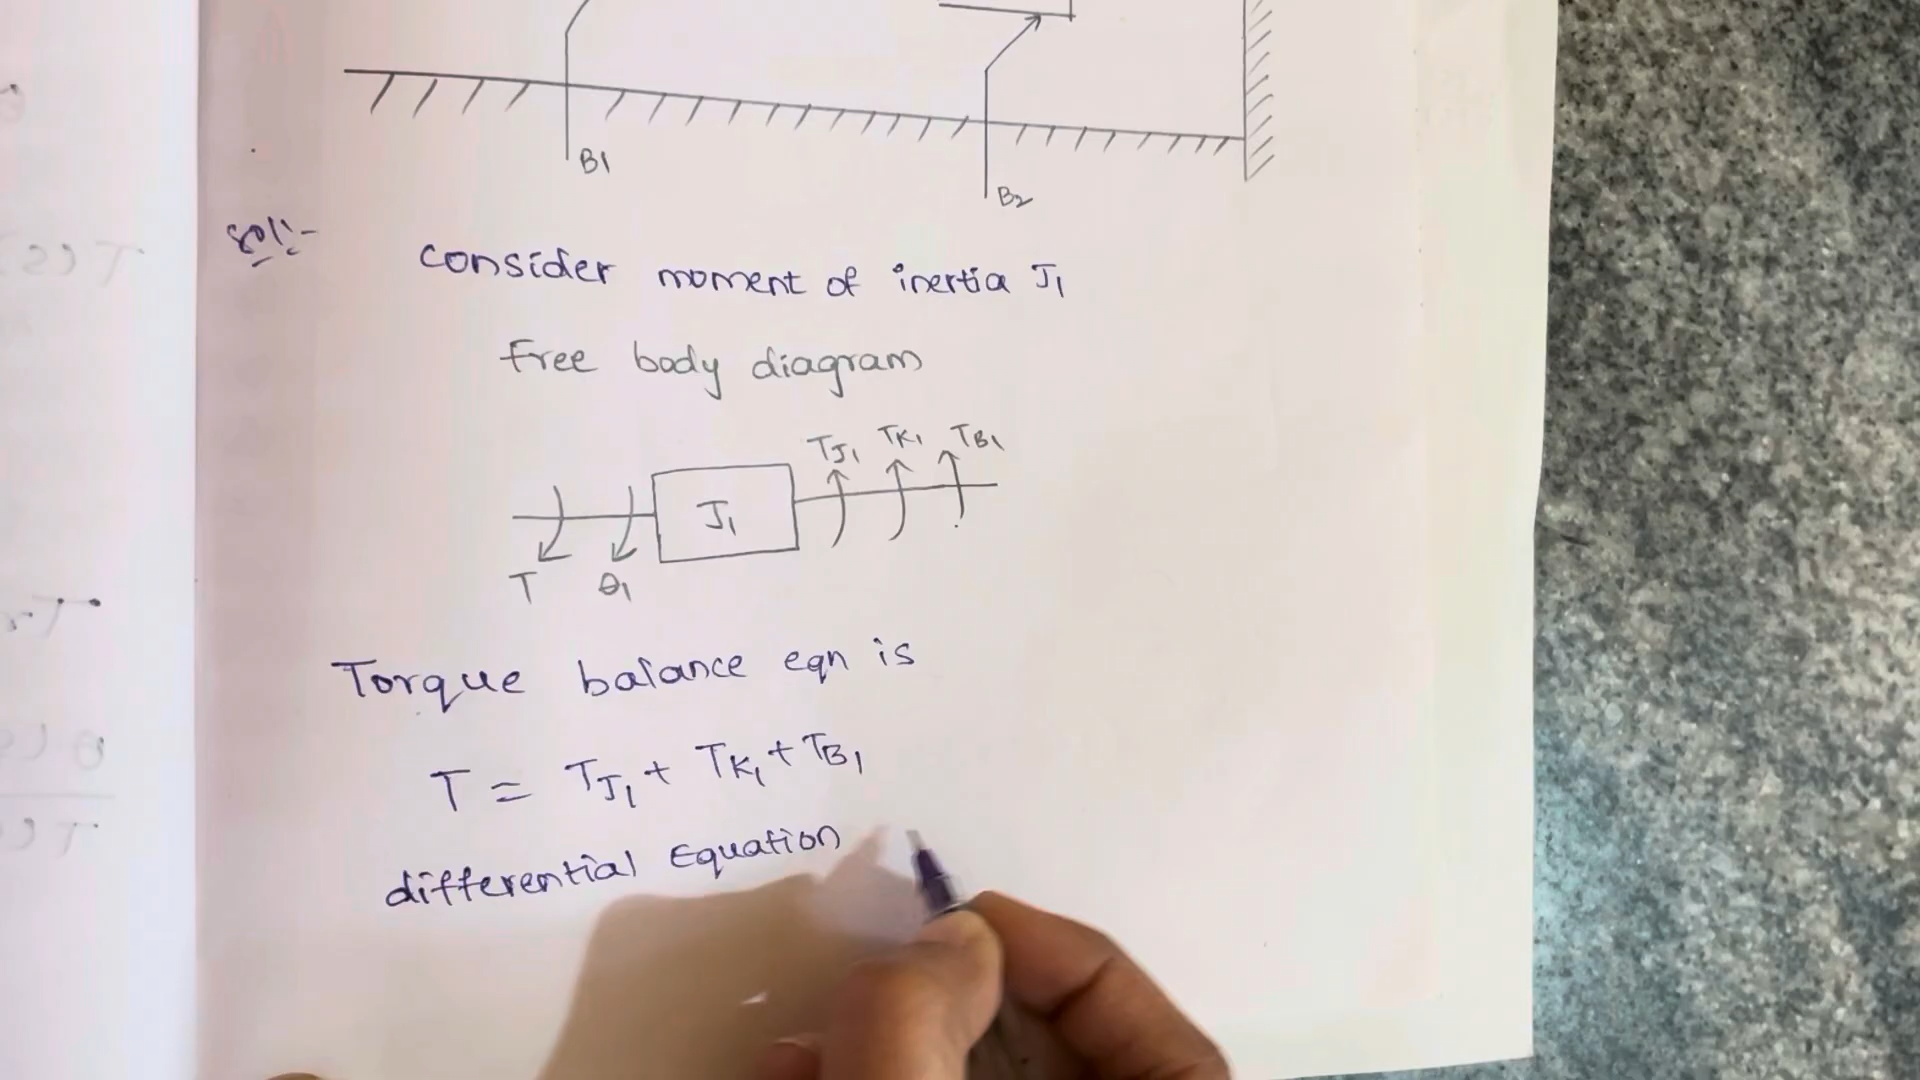 B1
B2
Sol:-
Consider moment of inertia J1
Free body diagram
TJ1 TK1 TB1
J1
T θ1
Torque balance eqn is
T = TJ1 + TK1 + TB1
differential Equation